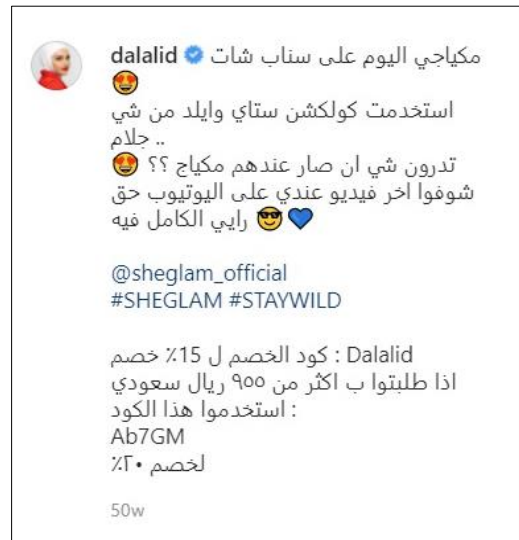 dalalid مكياجي اليوم على سناب شات
😍
استخدمت كولكشن ستاي وايلد من شي
جلام ..
تدرون شي ان صار عندهم مكياج ؟؟ 😍
شوفوا اخر فيديو عندي على اليوتيوب حق
رايي الكامل فيه 😎💙
@sheglam_official
#SHEGLAM #STAYWILD
Dalalid : كود الخصم ل 15٪ خصم
اذا طلبتوا ب اكثر من ٩٥٥ ريال سعودي
استخدموا هذا الكود :
Ab7GM
لخصم ٢٠٪
50w